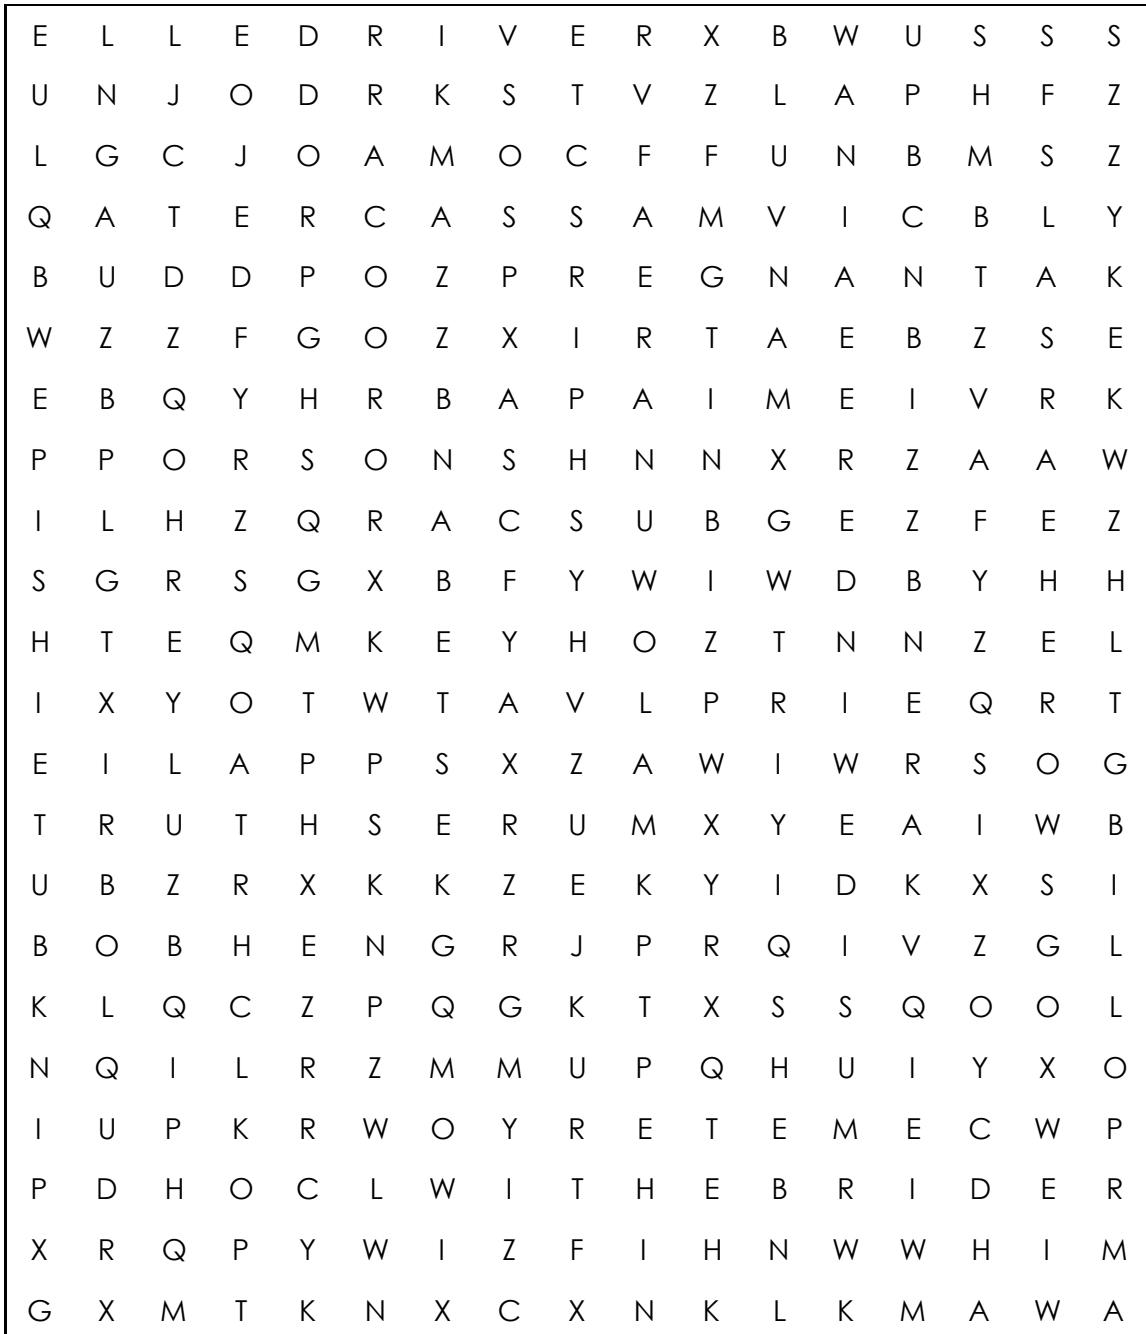 E L L E D R I V E R X B W U S S S
U N J O D R K S T V Z L A P H F Z
L G C J O A M O C F F U N B M S Z
Q A T E R C A S S A M V I C B L Y
B U D D P O Z P R E G N A N T A K
W Z Z F G O Z X I R T A E B Z S E
E B Q Y H R B A P A I M E I V R K
P P O R S O N S H N N X R Z A A W
I L H Z Q R A C S U B G E Z F E Z
S G R S G X B F Y W I W D B Y H H
H T E Q M K E Y H O Z T N N Z E L
I X Y O T W T A V L P R I E Q R T
E I L A P P S X Z A W I W R S O G
T R U T H S E R U M X Y E A I W B
U B Z R X K K Z E K Y I D K X S I
B O B H E N G R J P R Q I V Z G L
K L Q C Z P Q G K T X S S Q O O L
N Q I L R Z M M U P Q H U I Y X O
I U P K R W O Y R E T E M E C W P
P D H O C L W I T H E B R I D E R
X R Q P Y W I Z F I H N W W H I M
G X M T K N X C X N K L K M A W A